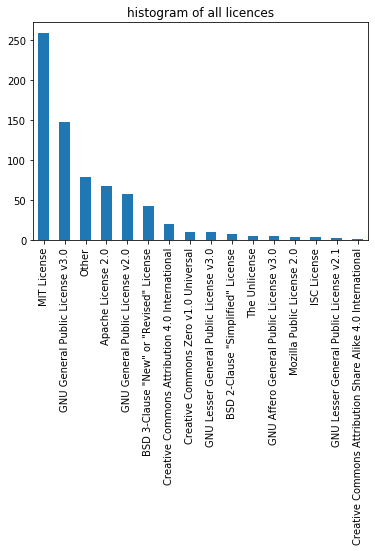 histogram of all licences
250
200
150
100
50
0
MIT License
GNU General Public License v3.0
Other
Apache License 2.0
GNU General Public License v2.0
BSD 3-Clause "New" or "Revised" License
Creative Commons Attribution 4.0 International
Creative Commons Zero v1.0 Universal
GNU Lesser General Public License v3.0
BSD 2-Clause "Simplified" License
The Unlicense
GNU Affero General Public License v3.0
Mozilla Public License 2.0
ISC License
GNU Lesser General Public License v2.1
Creative Commons Attribution Share Alike 4.0 International